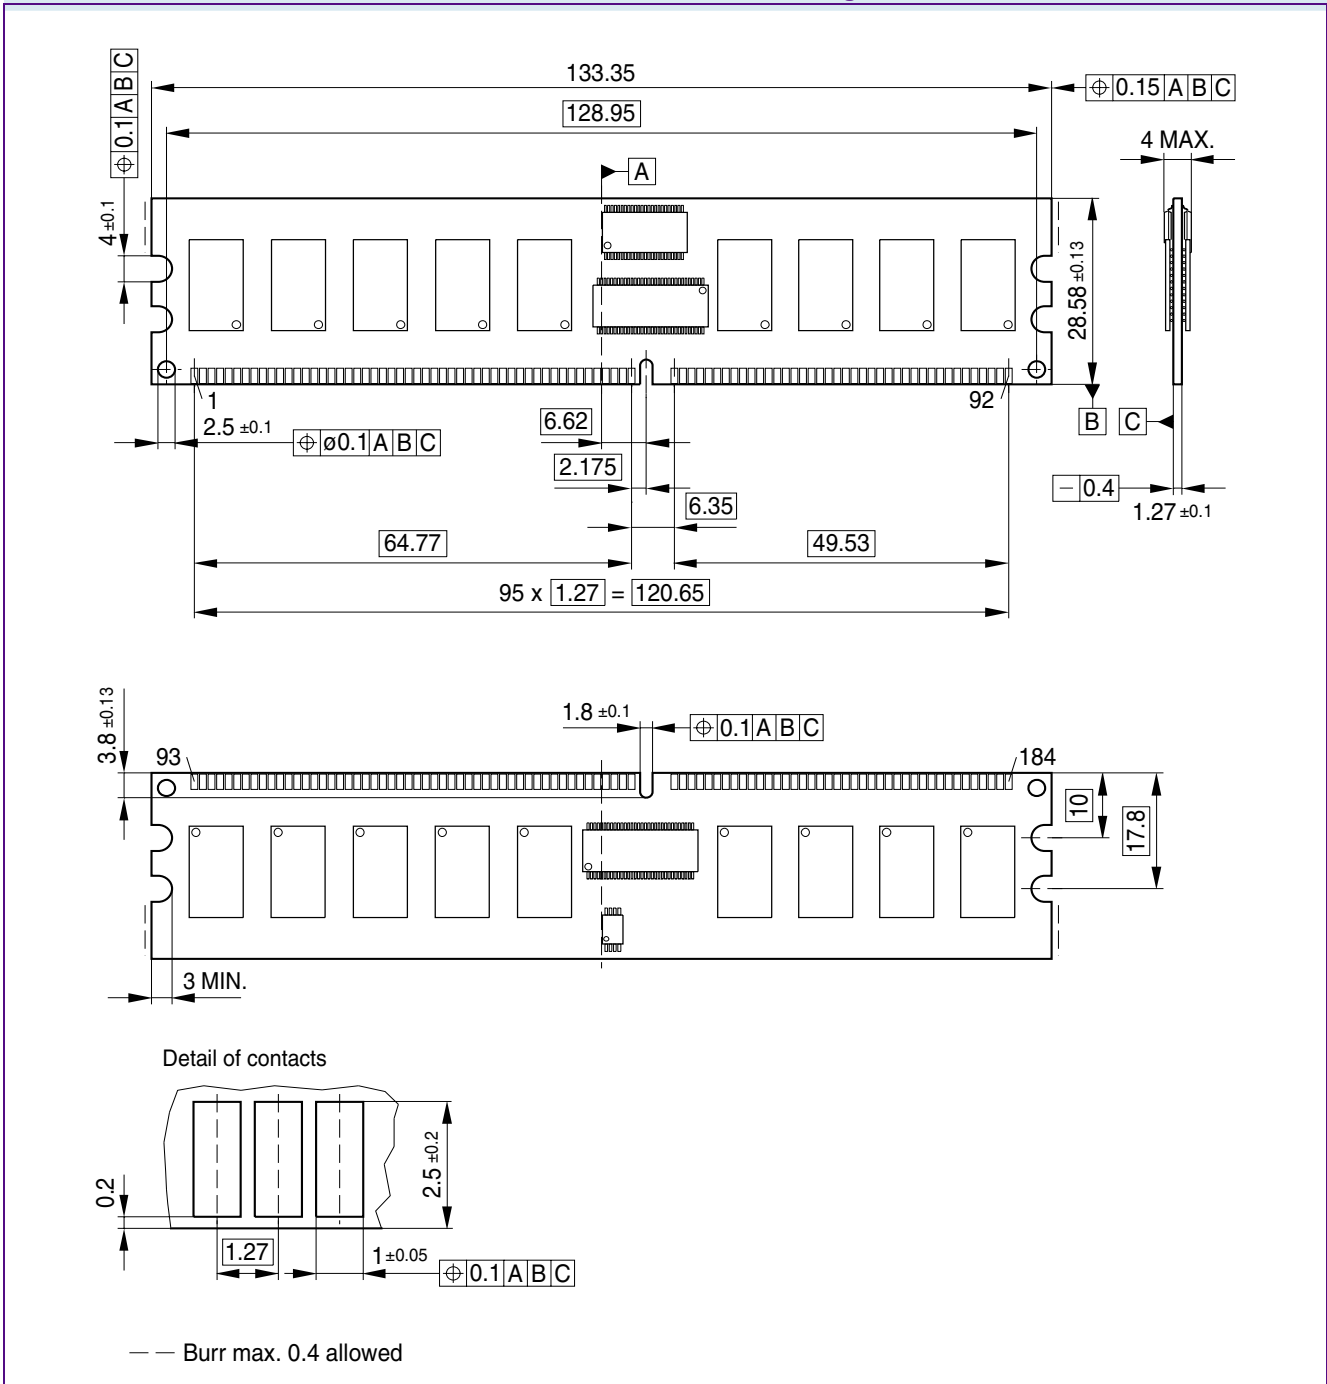 133.35
⌖ 0.15 A B C
128.95
⌖ 0.1 A B C
4 MAX.
A
4 ±0.1
28.58 ±0.13
1
92
2.5 ±0.1
⌖ ø0.1 A B C
6.62
B
C
2.175
6.35
— 0.4
1.27 ±0.1
64.77
49.53
95 x 1.27 = 120.65
3.8 ±0.13
1.8 ±0.1
⌖ 0.1 A B C
93
184
10
17.8
3 MIN.
Detail of contacts
0.2
2.5 ±0.2
1.27
1 ±0.05
⌖ 0.1 A B C
— — Burr max. 0.4 allowed